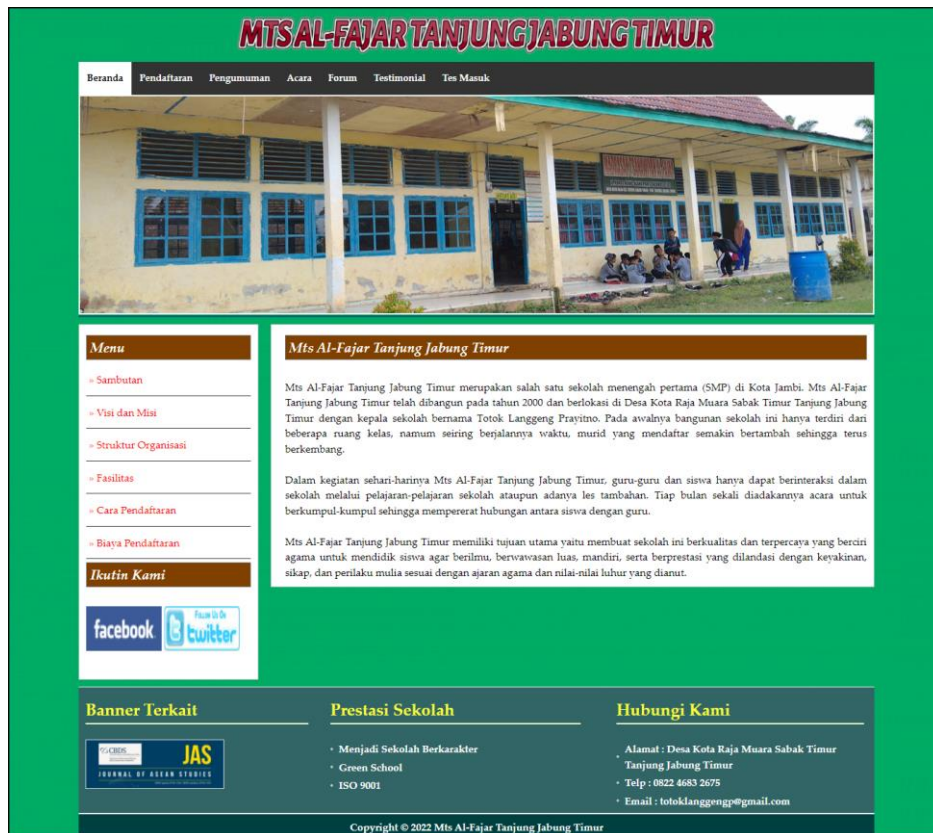 MTS AL-FAJAR TANJUNG JABUNG TIMUR
Beranda Pendaftaran Pengumuman Acara Forum Testimonial Tes Masuk
Menu
» Sambutan
» Visi dan Misi
» Struktur Organisasi
» Fasilitas
» Cara Pendaftaran
» Biaya Pendaftaran
Ikutin Kami
facebook
Follow Us On
twitter
Mts Al-Fajar Tanjung Jabung Timur
Mts Al-Fajar Tanjung Jabung Timur merupakan salah satu sekolah menengah pertama (SMP) di Kota Jambi. Mts Al-Fajar
Tanjung Jabung Timur telah dibangun pada tahun 2000 dan berlokasi di Desa Kota Raja Muara Sabak Timur Tanjung Jabung
Timur dengan kepala sekolah bernama Totok Langgeng Prayitno. Pada awalnya bangunan sekolah ini hanya terdiri dari
beberapa ruang kelas, namum seiring berjalannya waktu, murid yang mendaftar semakin bertambah sehingga terus
berkembang.
Dalam kegiatan sehari-harinya Mts Al-Fajar Tanjung Jabung Timur, guru-guru dan siswa hanya dapat berinteraksi dalam
sekolah melalui pelajaran-pelajaran sekolah ataupun adanya les tambahan. Tiap bulan sekali diadakannya acara untuk
berkumpul-kumpul sehingga mempererat hubungan antara siswa dengan guru.
Mts Al-Fajar Tanjung Jabung Timur memiliki tujuan utama yaitu membuat sekolah ini berkualitas dan terpercaya yang berciri
agama untuk mendidik siswa agar berilmu, berwawasan luas, mandiri, serta berprestasi yang dilandasi dengan keyakinan,
sikap, dan perilaku mulia sesuai dengan ajaran agama dan nilai-nilai luhur yang dianut.
Banner Terkait
CBDS
JAS
JOURNAL OF ASEAN STUDIES
Prestasi Sekolah
Menjadi Sekolah Berkarakter
Green School
ISO 9001
Hubungi Kami
Alamat : Desa Kota Raja Muara Sabak Timur
Tanjung Jabung Timur
Telp : 0822 4683 2675
Email : totoklanggengp@gmail.com
Copyright © 2022 Mts Al-Fajar Tanjung Jabung Timur